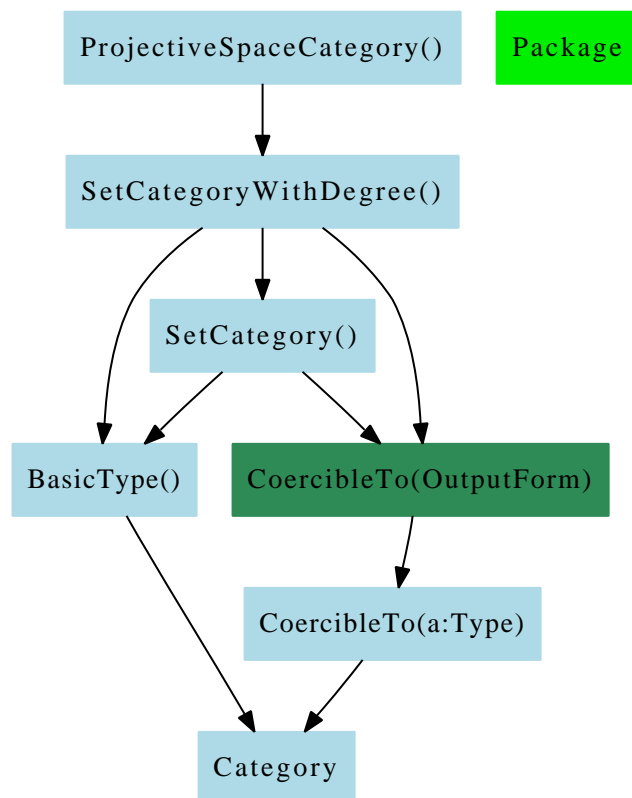 ProjectiveSpaceCategory()
Package
SetCategoryWithDegree()
SetCategory()
BasicType()
CoercibleTo(OutputForm)
CoercibleTo(a:Type)
Category